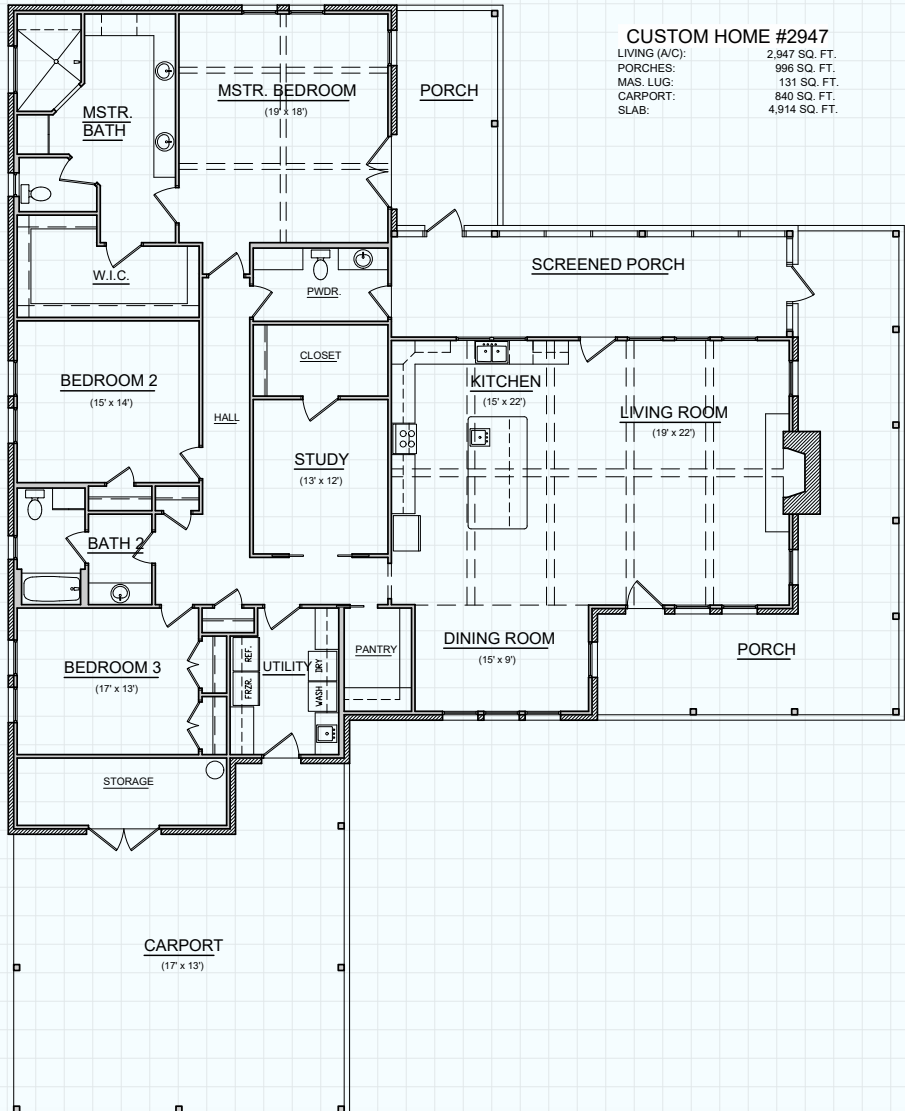 CUSTOM HOME #2947
LIVING (A/C): 2,947 SQ. FT.
PORCHES: 996 SQ. FT.
MAS. LUG: 131 SQ. FT.
CARPORT: 840 SQ. FT.
SLAB: 4,914 SQ. FT.
MSTR. BEDROOM
(19' x 18')
PORCH
MSTR.
BATH
SCREENED PORCH
W.I.C.
PWDR.
CLOSET
BEDROOM 2
(15' x 14')
KITCHEN
(15' x 22')
HALL
LIVING ROOM
(19' x 22')
STUDY
(13' x 12')
BATH 2
DINING ROOM
(15' x 9')
PANTRY
PORCH
BEDROOM 3
(17' x 13')
UTILITY
REF.
FRZR.
DRY
WASH
STORAGE
CARPORT
(17' x 13')